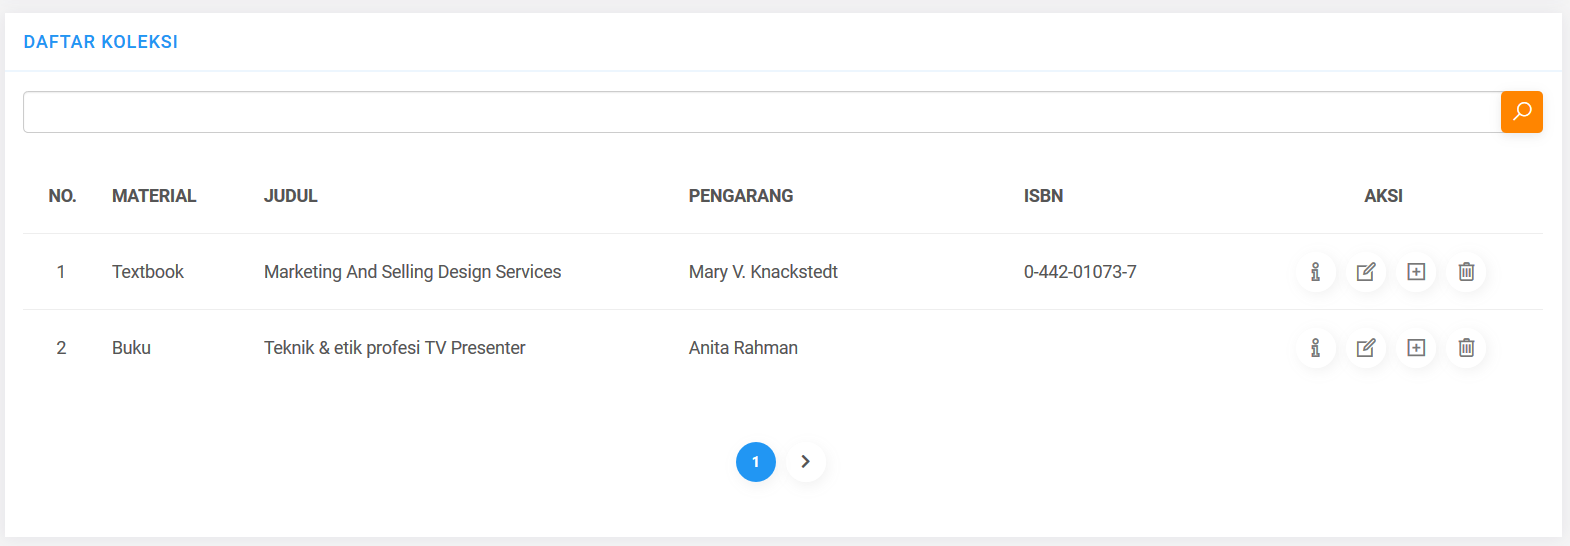 DAFTAR KOLEKSI
NO. MATERIAL JUDUL PENGARANG ISBN AKSI
1 Textbook Marketing And Selling Design Services Mary V. Knackstedt 0-442-01073-7
2 Buku Teknik & etik profesi TV Presenter Anita Rahman
1